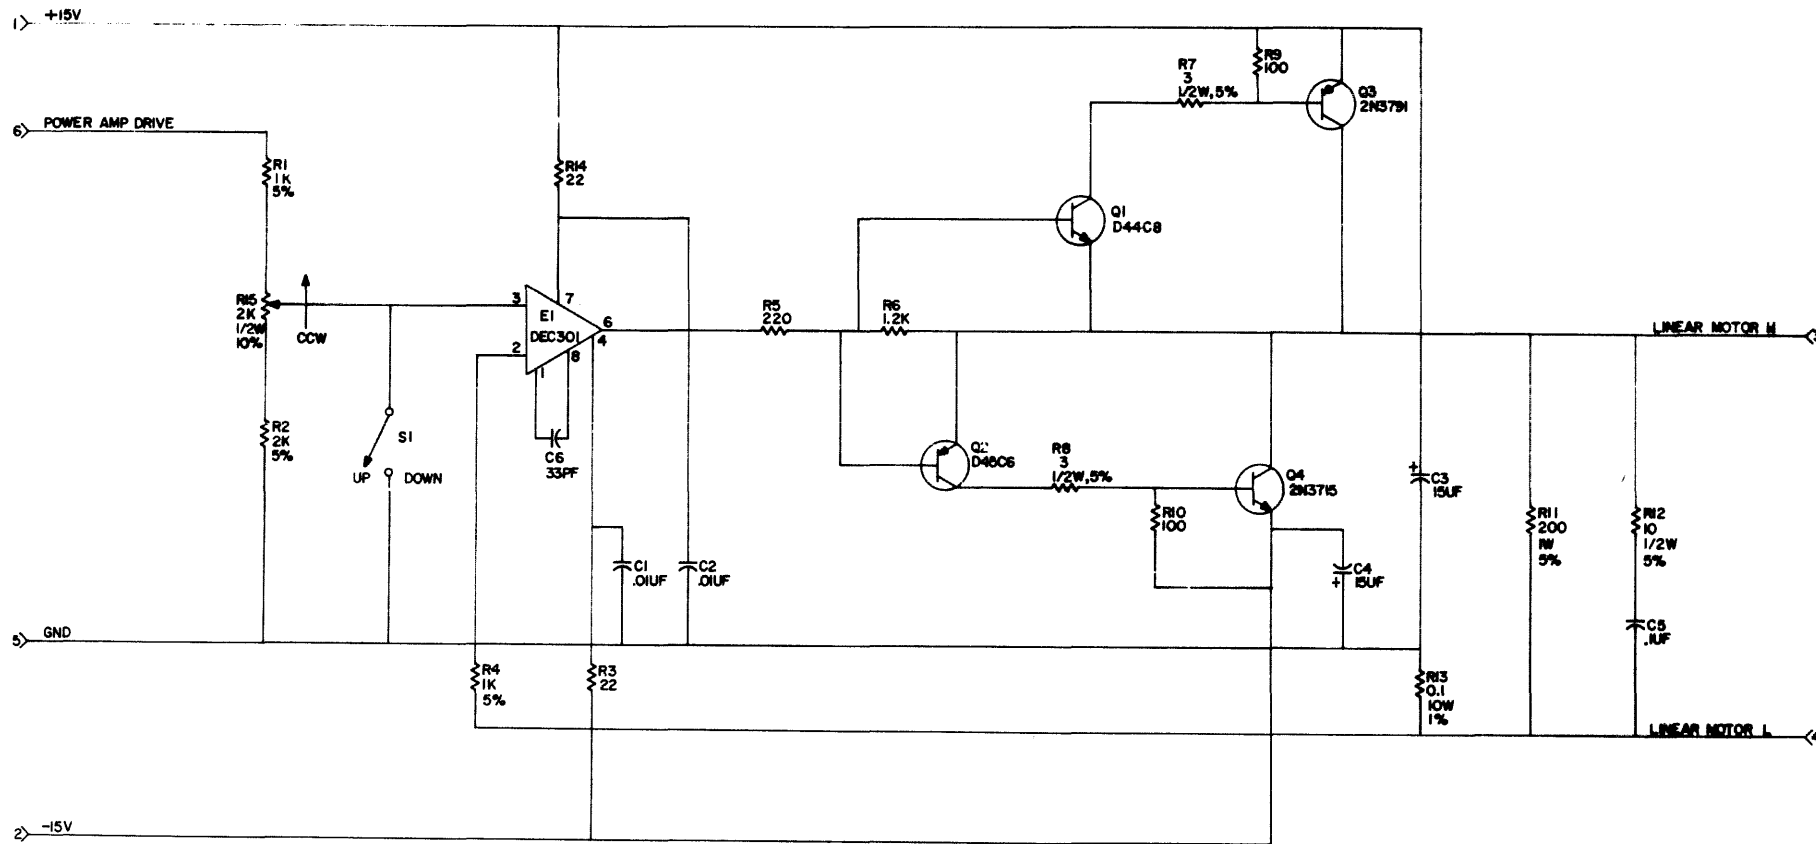 1 +15V
6 POWER AMP DRIVE
R1
1K
5%
R15
2K
1/2W
10%
CCW
R2
2K
5%
S1
UP
DOWN
5 GND
2 -15V
R14
22
3
7
E1
DEC301
6
4
2
8
1
C6
33PF
C1
.01UF
C2
.01UF
R4
1K
5%
R3
22
R5
220
R6
1.2K
R7
3
1/2W,5%
R9
100
Q3
2N3791
Q1
D44C8
Q2
R8
3
1/2W,5%
Q4
2N3715
R10
100
+
C4
15UF
+
C3
15UF
R13
0.1
10W
1%
R11
200
1W
5%
R12
10
1/2W
5%
C5
.1UF
LINEAR MOTOR H
3
LINEAR MOTOR L
4